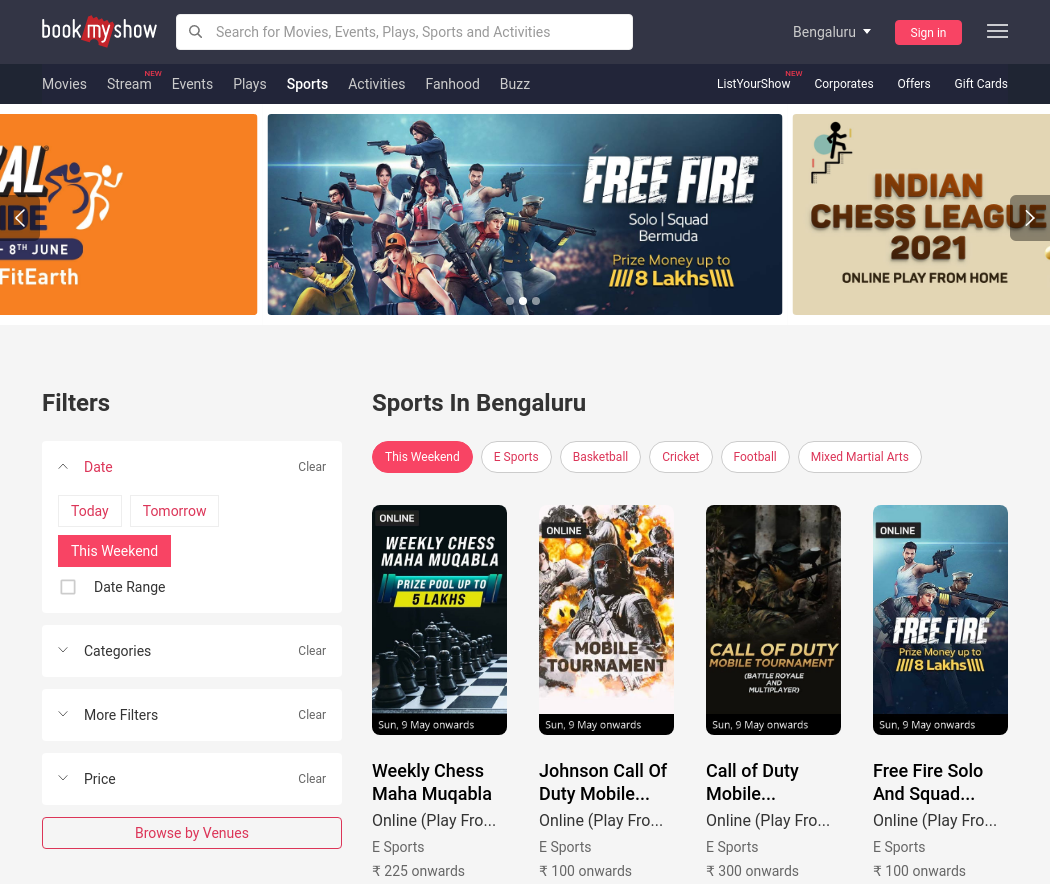 book my show
Search for Movies, Events, Plays, Sports and Activities
Bengaluru
Sign in
Movies
Stream
NEW
Events
Plays
Sports
Activities
Fanhood
Buzz
ListYourShow
NEW
Corporates
Offers
Gift Cards
- 8TH JUNE
FitEarth
FREE FIRE
Solo | Squad
Bermuda
Prize Money up to
8 Lakhs
INDIAN
CHESS LEAGUE
2021
ONLINE PLAY FROM HOME
Filters
Date
Clear
Today
Tomorrow
This Weekend
Date Range
Categories
Clear
More Filters
Clear
Price
Clear
Browse by Venues
Sports In Bengaluru
This Weekend
E Sports
Basketball
Cricket
Football
Mixed Martial Arts
ONLINE
WEEKLY CHESS
MAHA MUQABLA
PRIZE POOL UP TO
5 LAKHS
Sun, 9 May onwards
Weekly Chess
Maha Muqabla
Online (Play Fro...
E Sports
₹ 225 onwards
ONLINE
MOBILE
TOURNAMENT
Sun, 9 May onwards
Johnson Call Of
Duty Mobile...
Online (Play Fro...
E Sports
₹ 100 onwards
CALL OF DUTY
MOBILE TOURNAMENT
(BATTLE ROYALE
AND
MULTIPLAYER)
Sun, 9 May onwards
Call of Duty
Mobile...
Online (Play Fro...
E Sports
₹ 300 onwards
ONLINE
FREE FIRE
Prize Money up to
8 Lakhs
Sun, 9 May onwards
Free Fire Solo
And Squad...
Online (Play Fro...
E Sports
₹ 100 onwards